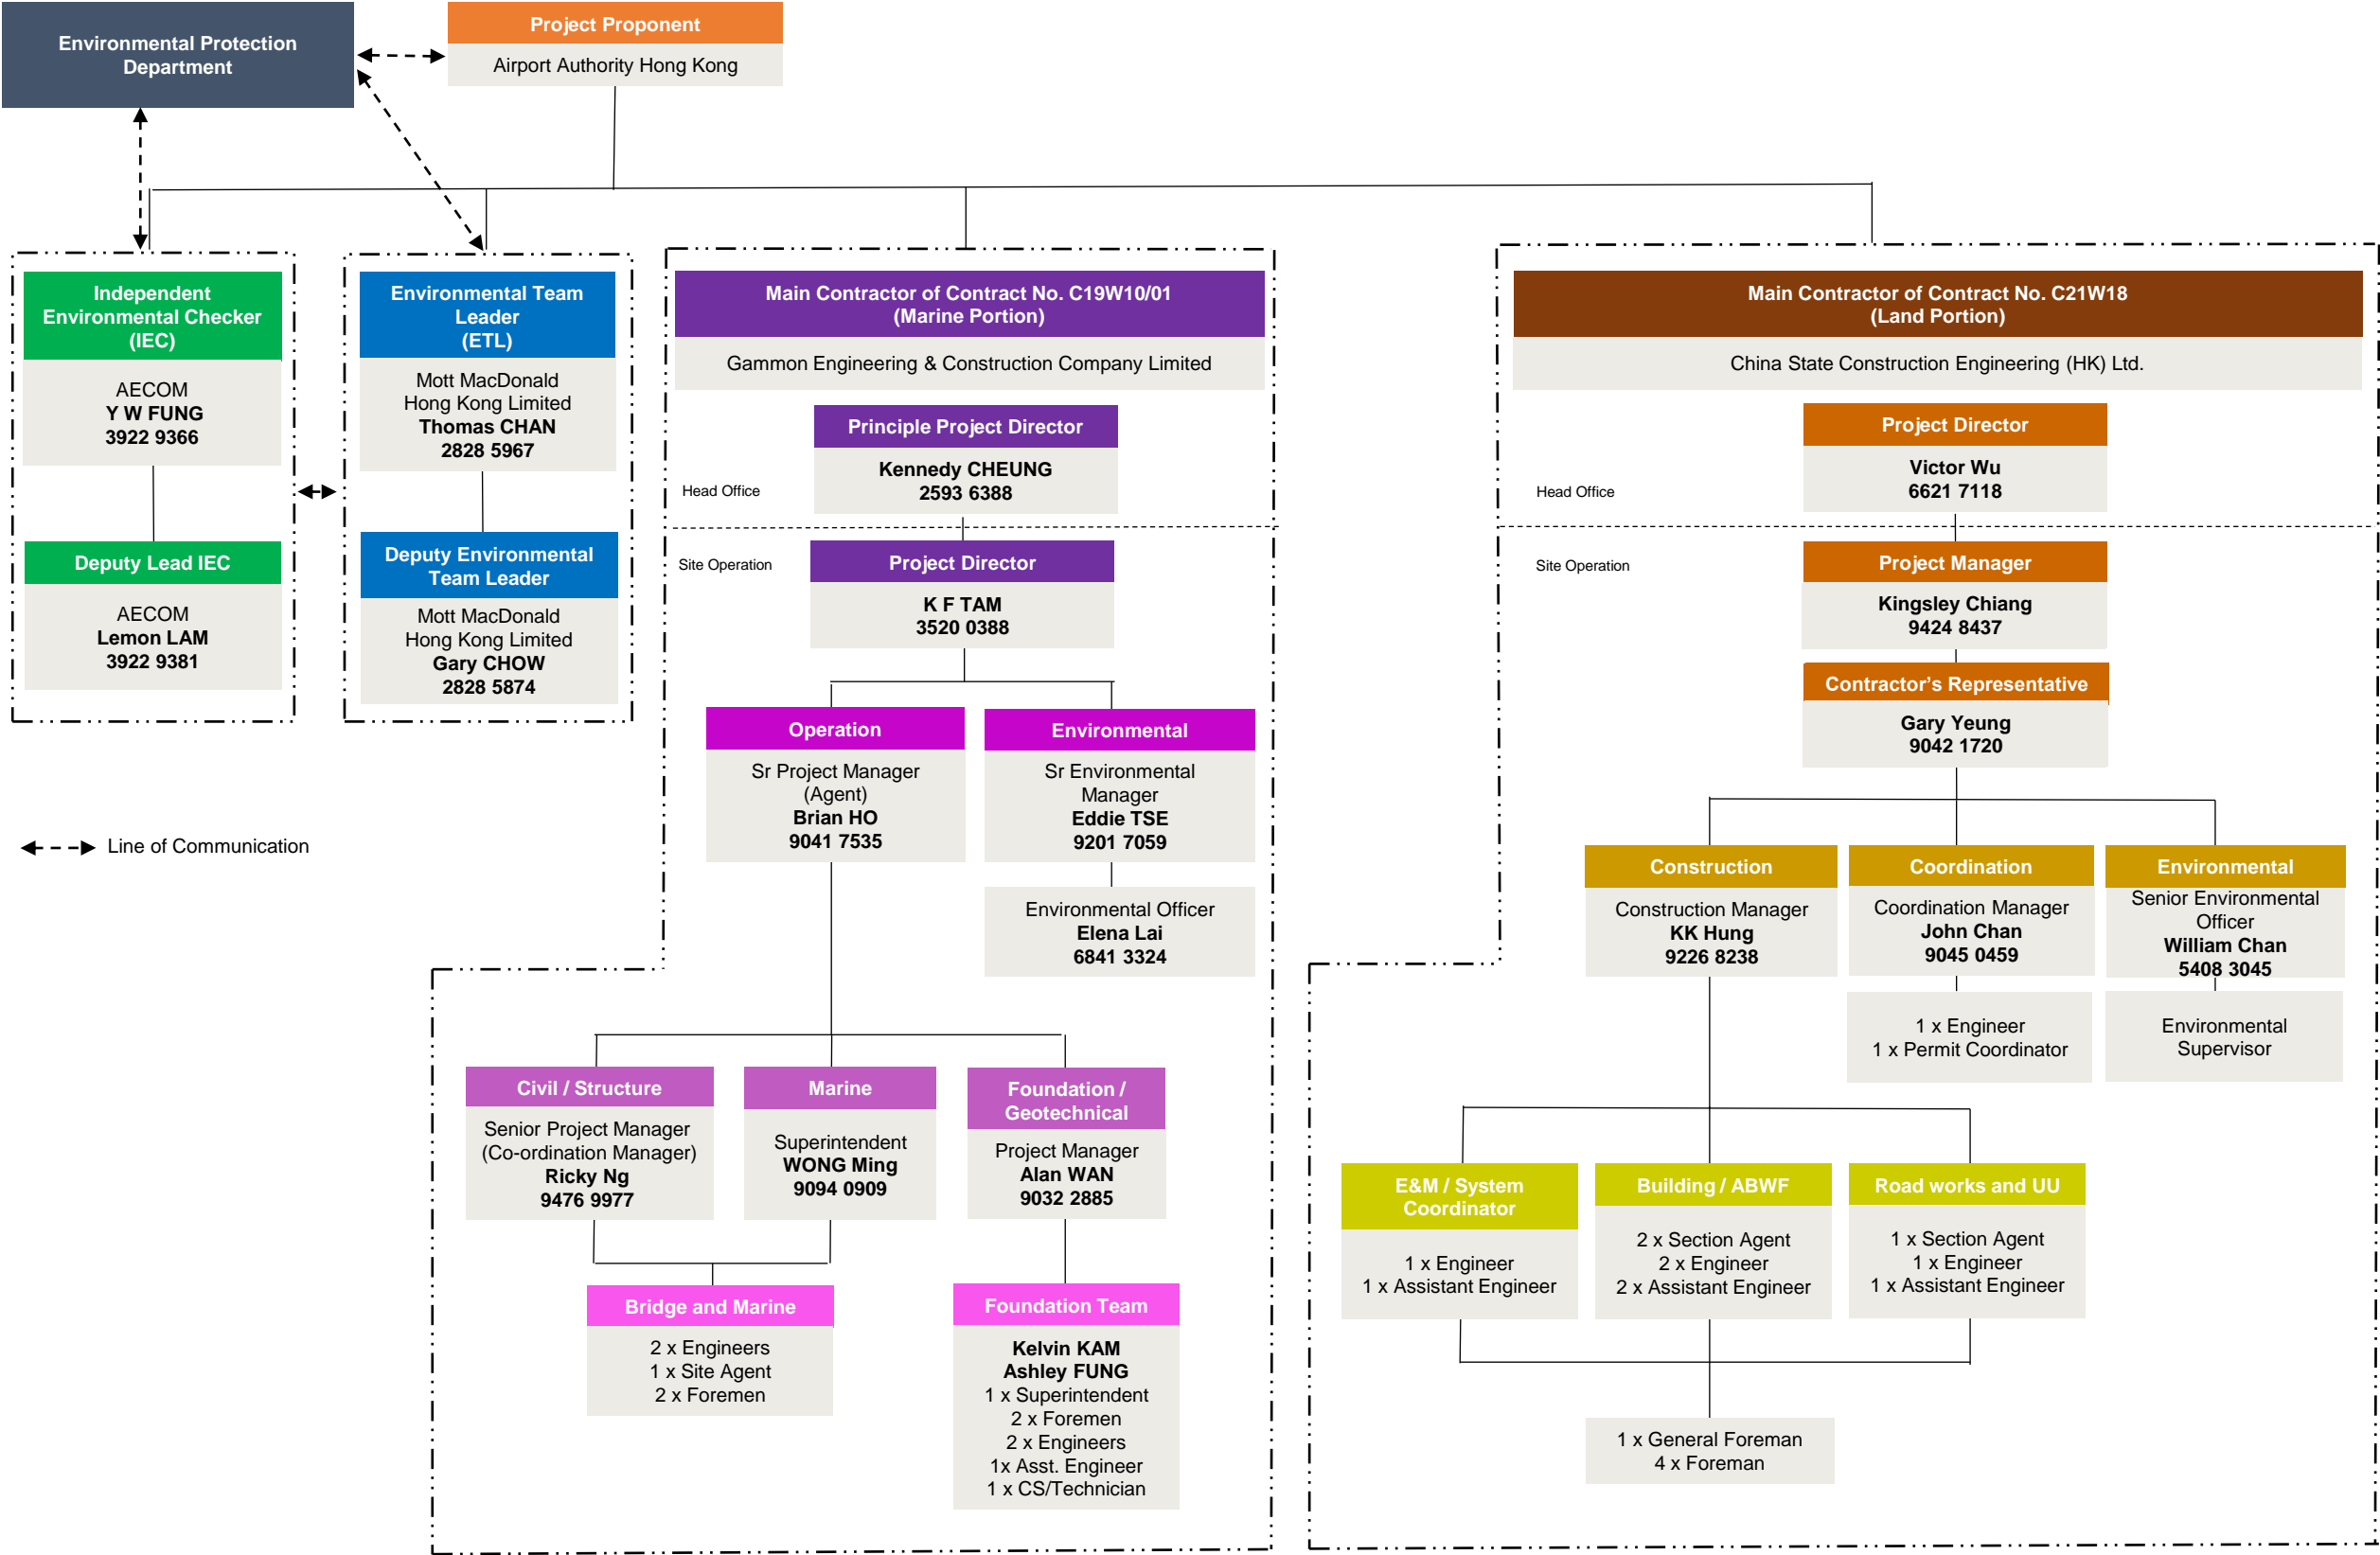 Environmental Protection
Department
Project Proponent
Airport Authority Hong Kong
Independent
Environmental Checker
(IEC)
AECOM
Y W FUNG
3922 9366
Deputy Lead IEC
AECOM
Lemon LAM
3922 9381
Environmental Team
Leader
(ETL)
Mott MacDonald
Hong Kong Limited
Thomas CHAN
2828 5967
Deputy Environmental
Team Leader
Mott MacDonald
Hong Kong Limited
Gary CHOW
2828 5874
Line of Communication
Main Contractor of Contract No. C19W10/01
(Marine Portion)
Gammon Engineering & Construction Company Limited
Principle Project Director
Kennedy CHEUNG
2593 6388
Head Office
Site Operation
Project Director
K F TAM
3520 0388
Operation
Sr Project Manager
(Agent)
Brian HO
9041 7535
Environmental
Sr Environmental
Manager
Eddie TSE
9201 7059
Environmental Officer
Elena Lai
6841 3324
Civil / Structure
Senior Project Manager
(Co-ordination Manager)
Ricky Ng
9476 9977
Marine
Superintendent
WONG Ming
9094 0909
Foundation /
Geotechnical
Project Manager
Alan WAN
9032 2885
Bridge and Marine
2 x Engineers
1 x Site Agent
2 x Foremen
Foundation Team
Kelvin KAM
Ashley FUNG
1 x Superintendent
2 x Foremen
2 x Engineers
1x Asst. Engineer
1 x CS/Technician
Main Contractor of Contract No. C21W18
(Land Portion)
China State Construction Engineering (HK) Ltd.
Project Director
Victor Wu
6621 7118
Head Office
Site Operation
Project Manager
Kingsley Chiang
9424 8437
Contractor’s Representative
Gary Yeung
9042 1720
Construction
Construction Manager
KK Hung
9226 8238
Coordination
Coordination Manager
John Chan
9045 0459
1 x Engineer
1 x Permit Coordinator
Environmental
Senior Environmental
Officer
William Chan
5408 3045
Environmental
Supervisor
E&M / System
Coordinator
1 x Engineer
1 x Assistant Engineer
Building / ABWF
2 x Section Agent
2 x Engineer
2 x Assistant Engineer
Road works and UU
1 x Section Agent
1 x Engineer
1 x Assistant Engineer
1 x General Foreman
4 x Foreman